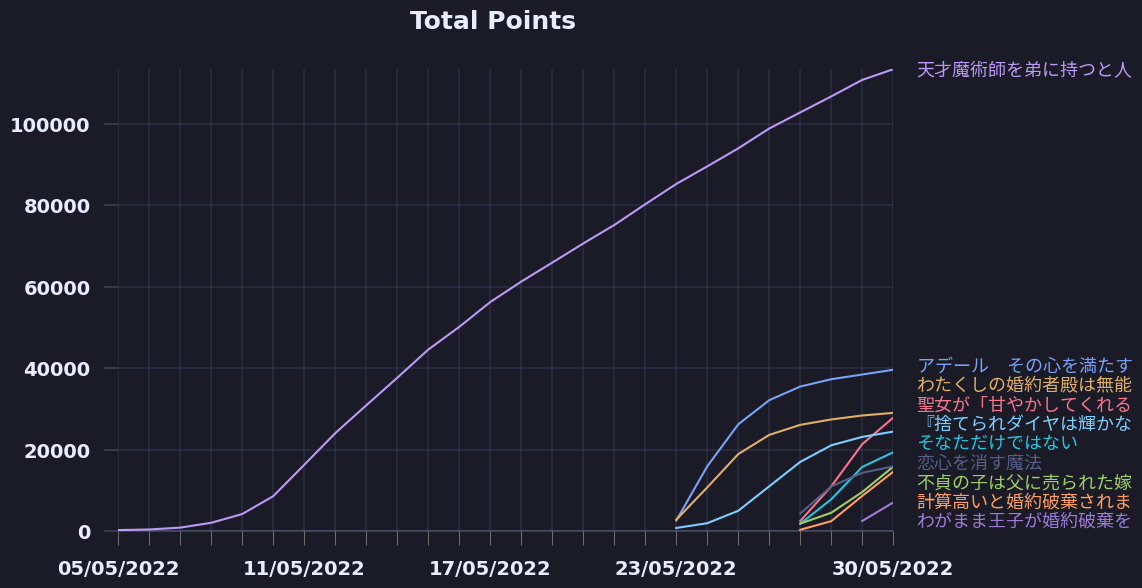 Total Points
天才魔術師を弟に持つと人
100000
80000
60000
40000
20000
0
アデール　その心を満たす
わたくしの婚約者殿は無能
聖女が「甘やかしてくれる
『捨てられダイヤは輝かな
そなただけではない
恋心を消す魔法
不貞の子は父に売られた嫁
計算高いと婚約破棄されま
わがまま王子が婚約破棄を
05/05/2022
11/05/2022
17/05/2022
23/05/2022
30/05/2022